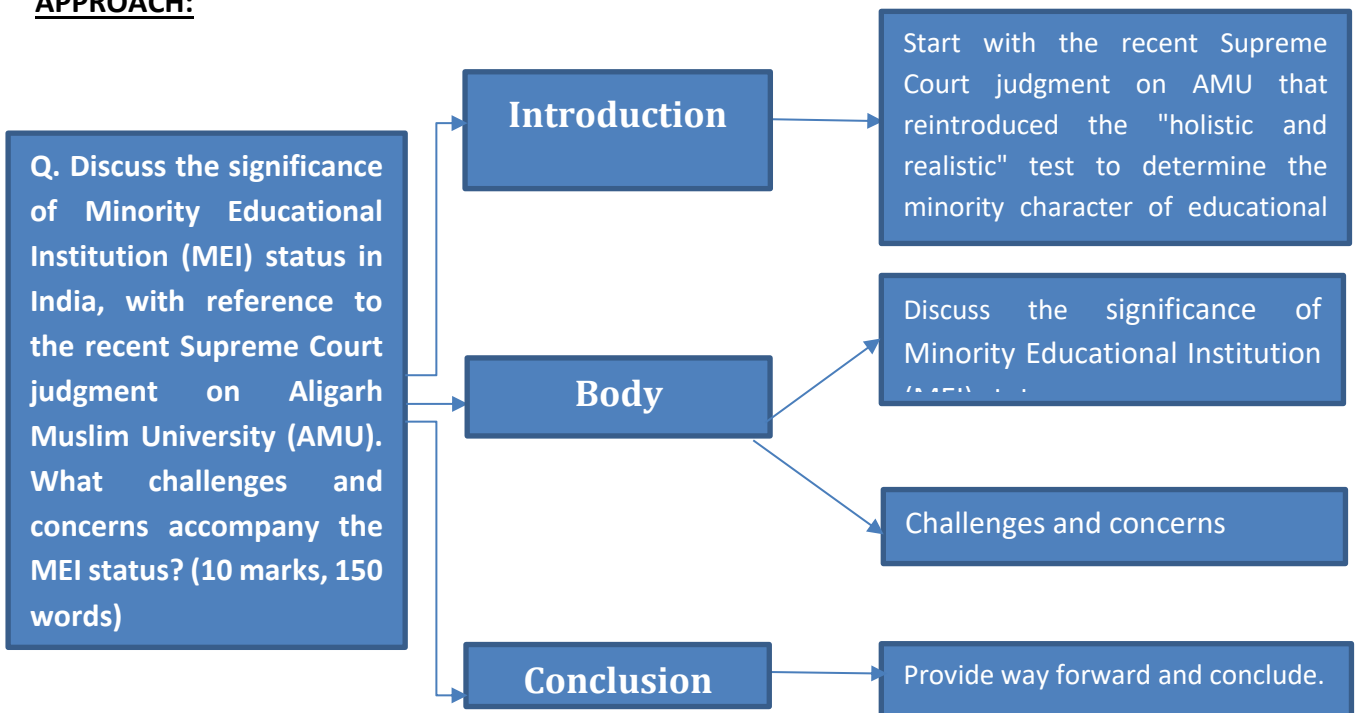 APPROACH:
Q. Discuss the significance
of Minority Educational
Institution (MEI) status in
India, with reference to
the recent Supreme Court
judgment on Aligarh
Muslim University (AMU).
What challenges and
concerns accompany the
MEI status? (10 marks, 150
words)
Introduction
Start with the recent Supreme
Court judgment on AMU that
reintroduced the "holistic and
realistic" test to determine the
minority character of educational
Body
Discuss the significance of
Minority Educational Institution
Challenges and concerns
Conclusion
Provide way forward and conclude.